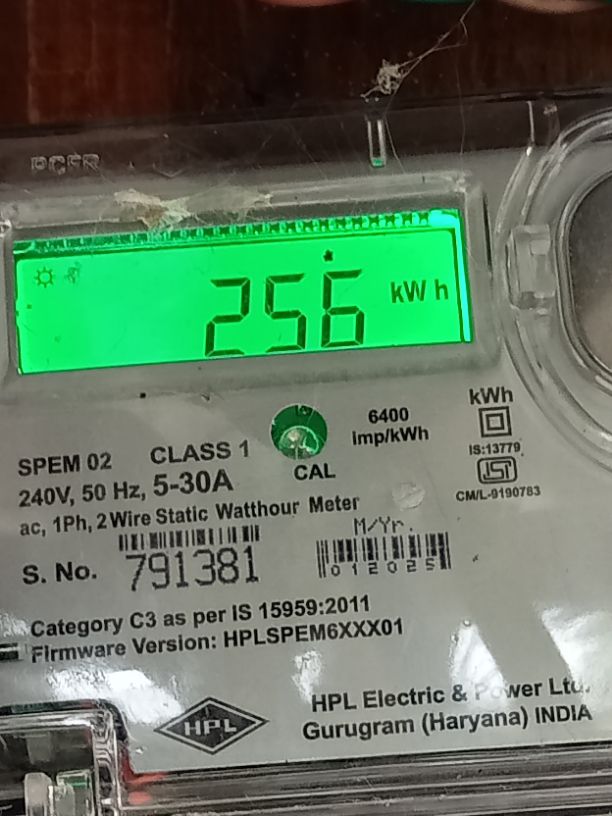 256 kW h
kWh
6400
imp/kWh
SPEM 02 CLASS 1
CAL
IS:13779
240V, 50 Hz, 5-30A
CM/L-9190783
ac, 1Ph, 2 Wire Static Watthour Meter
M/Yr.
S. No. 791381
012025
Category C3 as per IS 15959:2011
Firmware Version: HPLSPEM6XXX01
HPL
HPL Electric & Power Ltd.
Gurugram (Haryana) INDIA